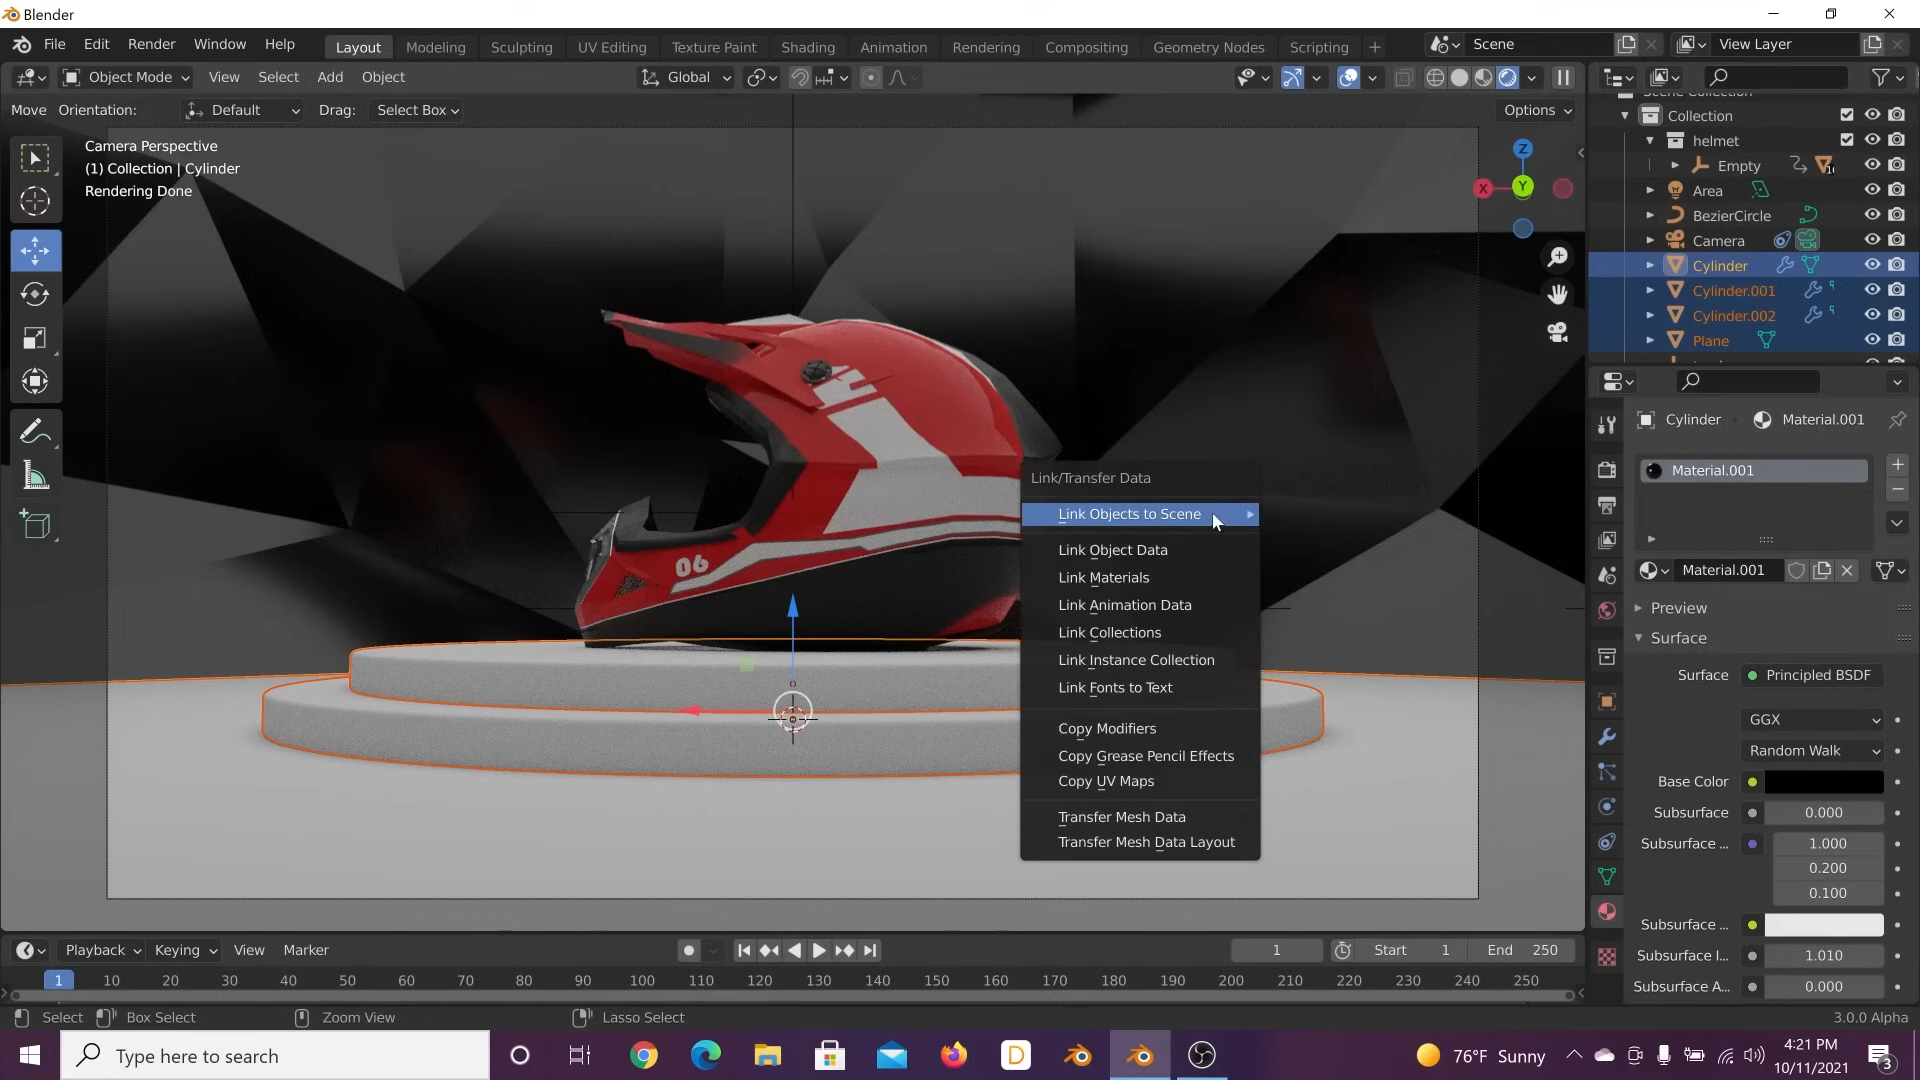 Blender
File Edit Render Window Help Layout Modeling Sculpting UV Editing Texture Paint Shading Animation Rendering Compositing Geometry Nodes Scripting + Scene View Layer
Object Mode View Select Add Object Global
Move Orientation: Default Drag: Select Box Options
Camera Perspective
(1) Collection | Cylinder
Rendering Done
Z
X
Y
06
Link/Transfer Data
Link Objects to Scene
Link Object Data
Link Materials
Link Animation Data
Link Collections
Link Instance Collection
Link Fonts to Text
Copy Modifiers
Copy Grease Pencil Effects
Copy UV Maps
Transfer Mesh Data
Transfer Mesh Data Layout
Scene Collection
Collection
helmet
Empty
Area
BezierCircle
Camera
Cylinder
Cylinder.001
Cylinder.002
Plane
Cylinder Material.001
Material.001
Material.001
Preview
Surface
Surface Principled BSDF
GGX
Random Walk
Base Color
Subsurface 0.000
Subsurface ... 1.000
0.200
0.100
Subsurface ...
Subsurface I... 1.010
Subsurface A... 0.000
Playback Keying View Marker 1 Start 1 End 250
1 10 20 30 40 50 60 70 80 90 100 110 120 130 140 150 160 170 180 190 200 210 220 230 240 250
Select Box Select Zoom View Lasso Select 3.0.0 Alpha
Type here to search
D
76°F Sunny
4:21 PM
10/11/2021
3